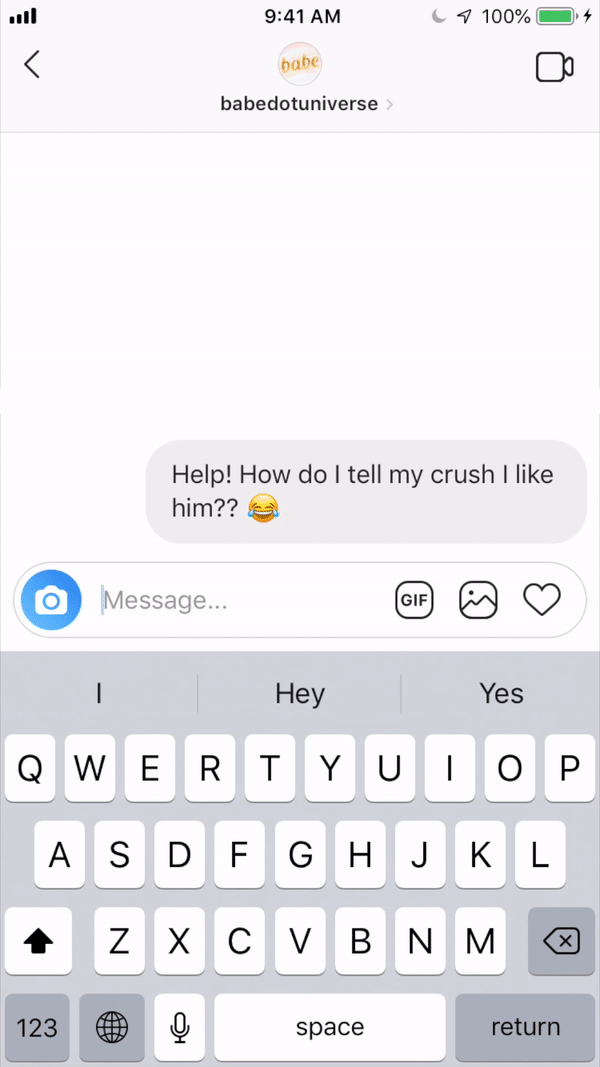 9:41 AM 100%
babe
babedotuniverse
Help! How do I tell my crush I like
him?? 😂
Message... GIF
I Hey Yes
Q W E R T Y U I O P
A S D F G H J K L
Z X C V B N M
123 space return